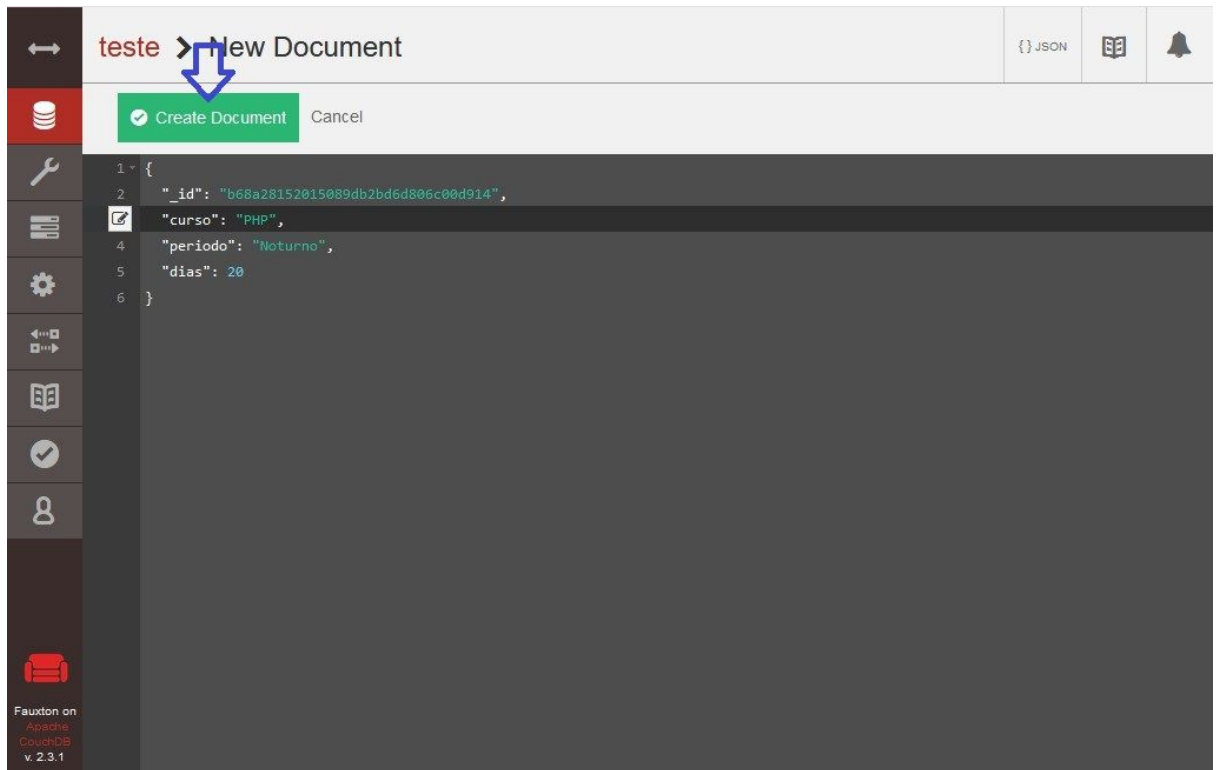 teste > New Document
{ } JSON
Create Document
Cancel
1 {
2 "_id": "b68a28152015089db2bd6d806c00d914",
"curso": "PHP",
4 "periodo": "Noturno",
5 "dias": 20
6 }
Fauxton on
Apache
CouchDB
v. 2.3.1